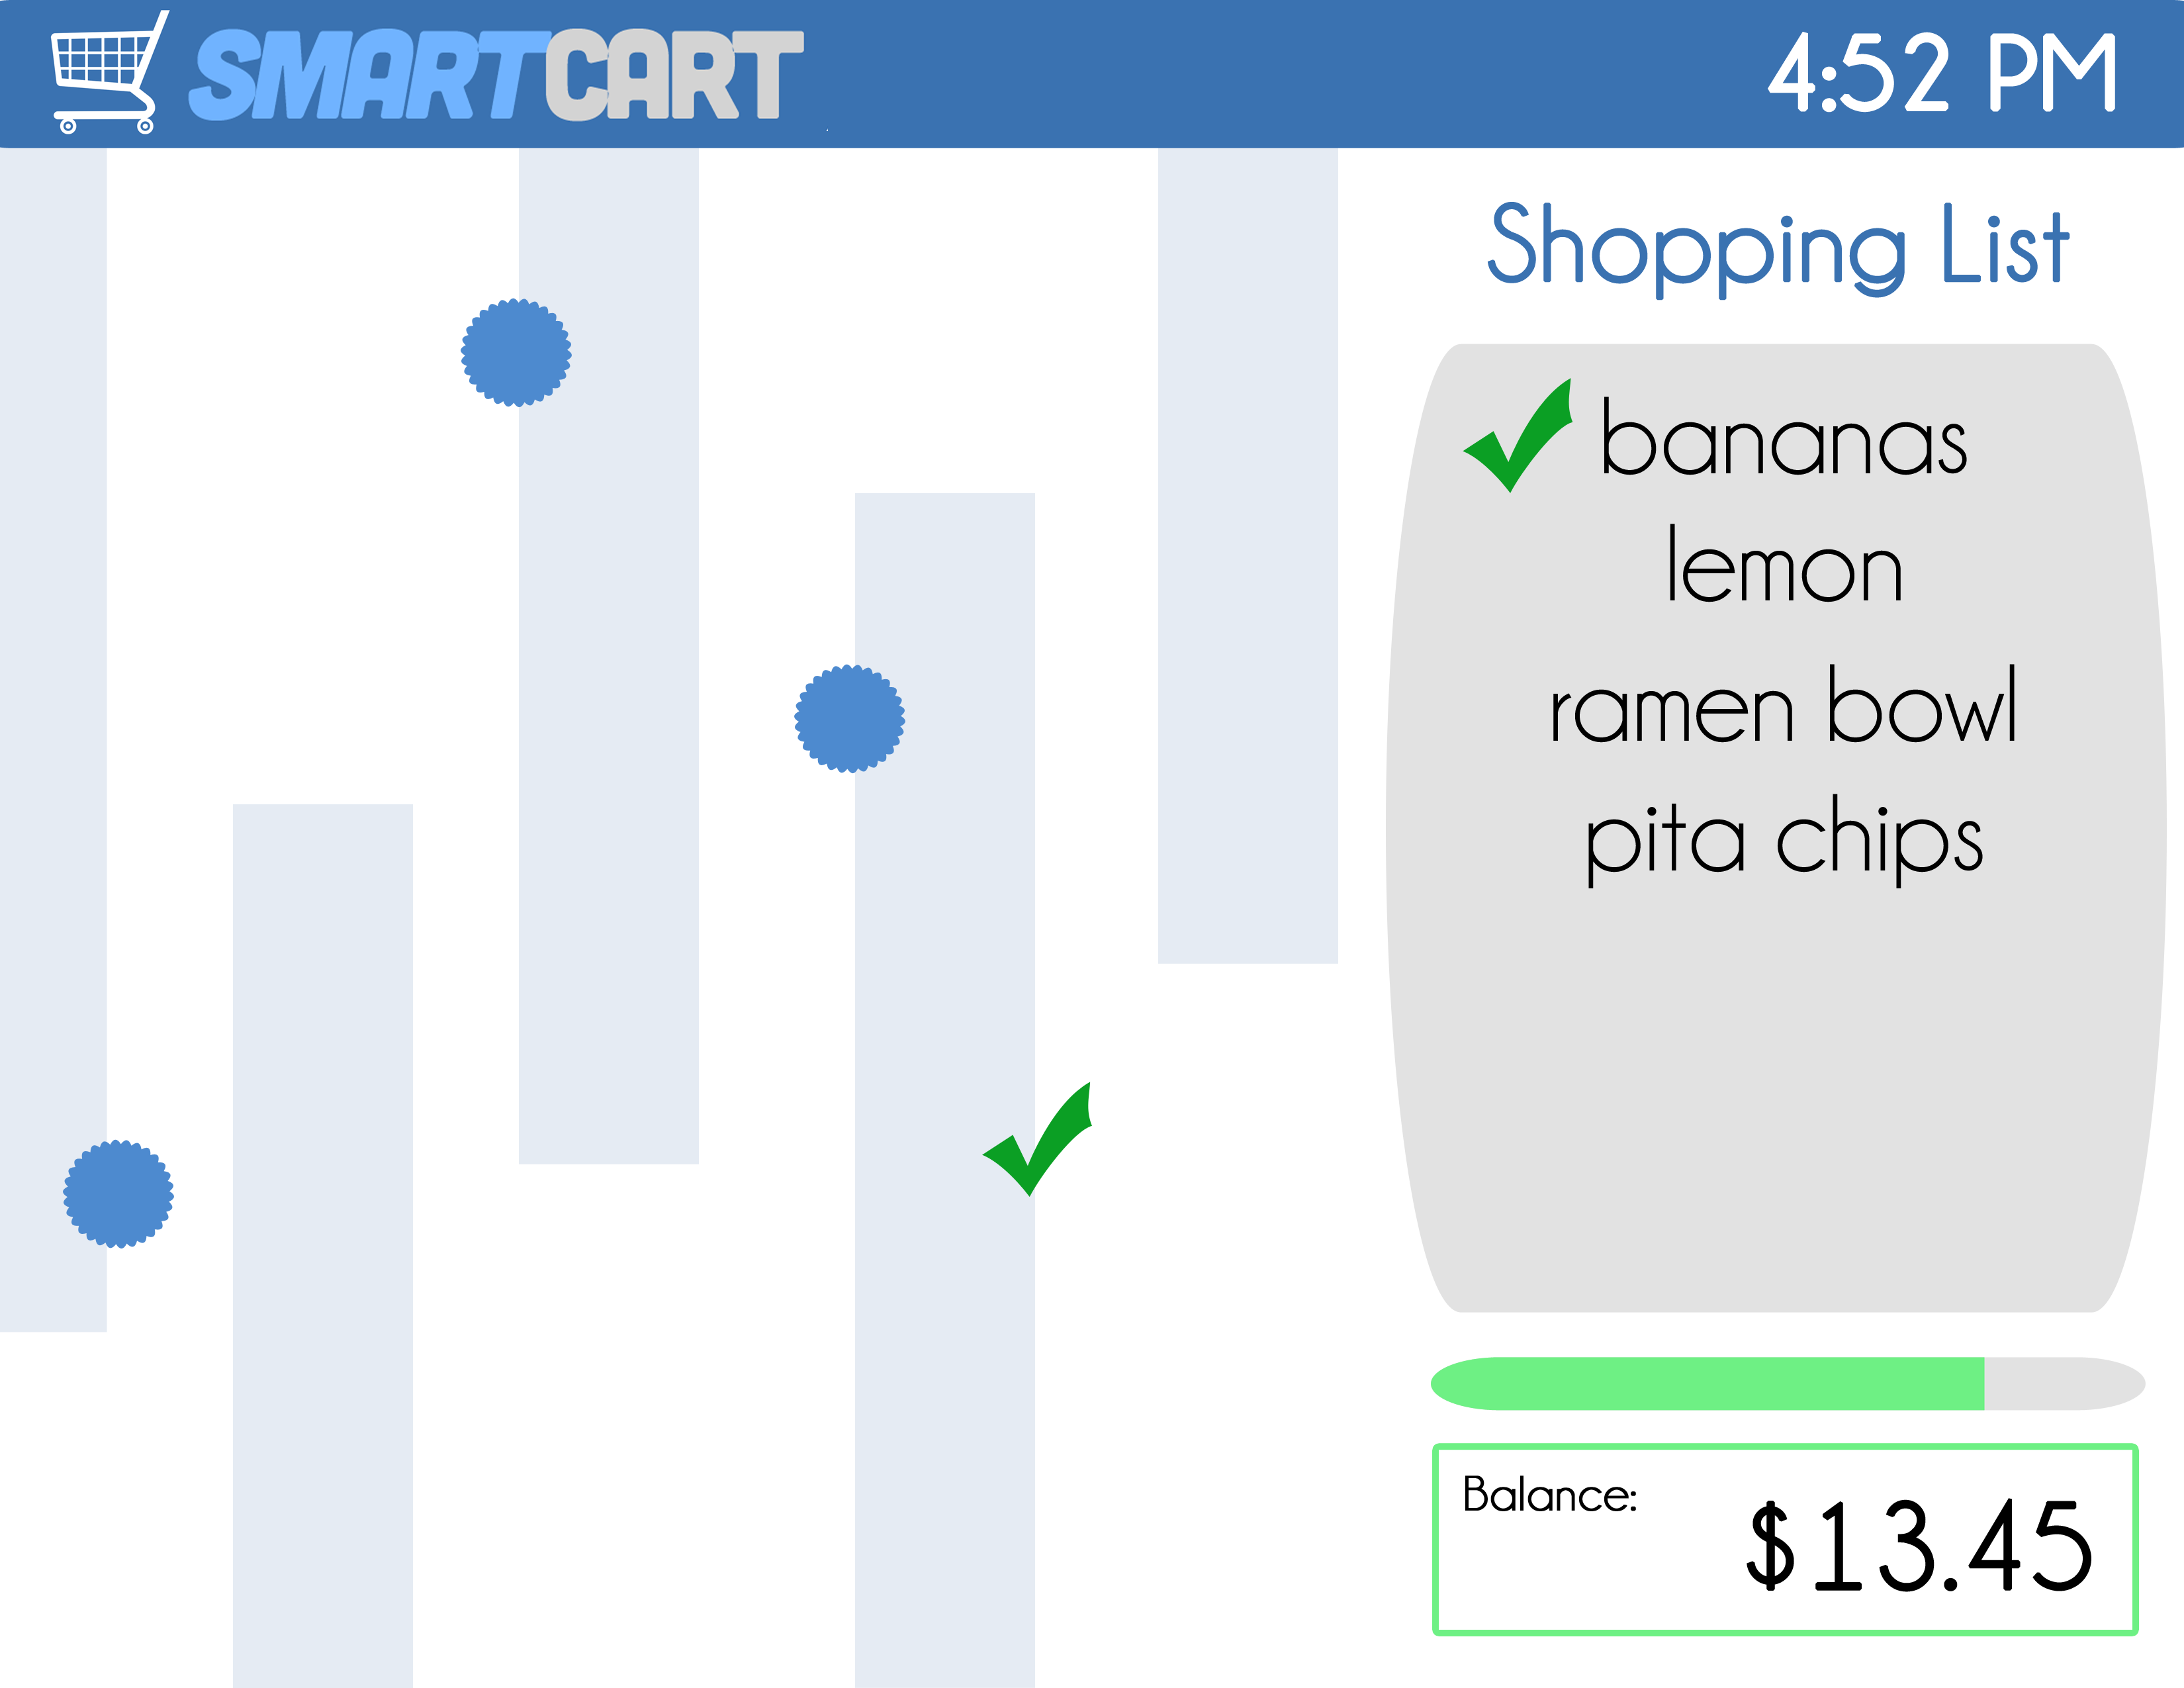 SMARTCART
4:52 PM
Shopping List
bananas
lemon
ramen bowl
pita chips
Balance:
$13.45